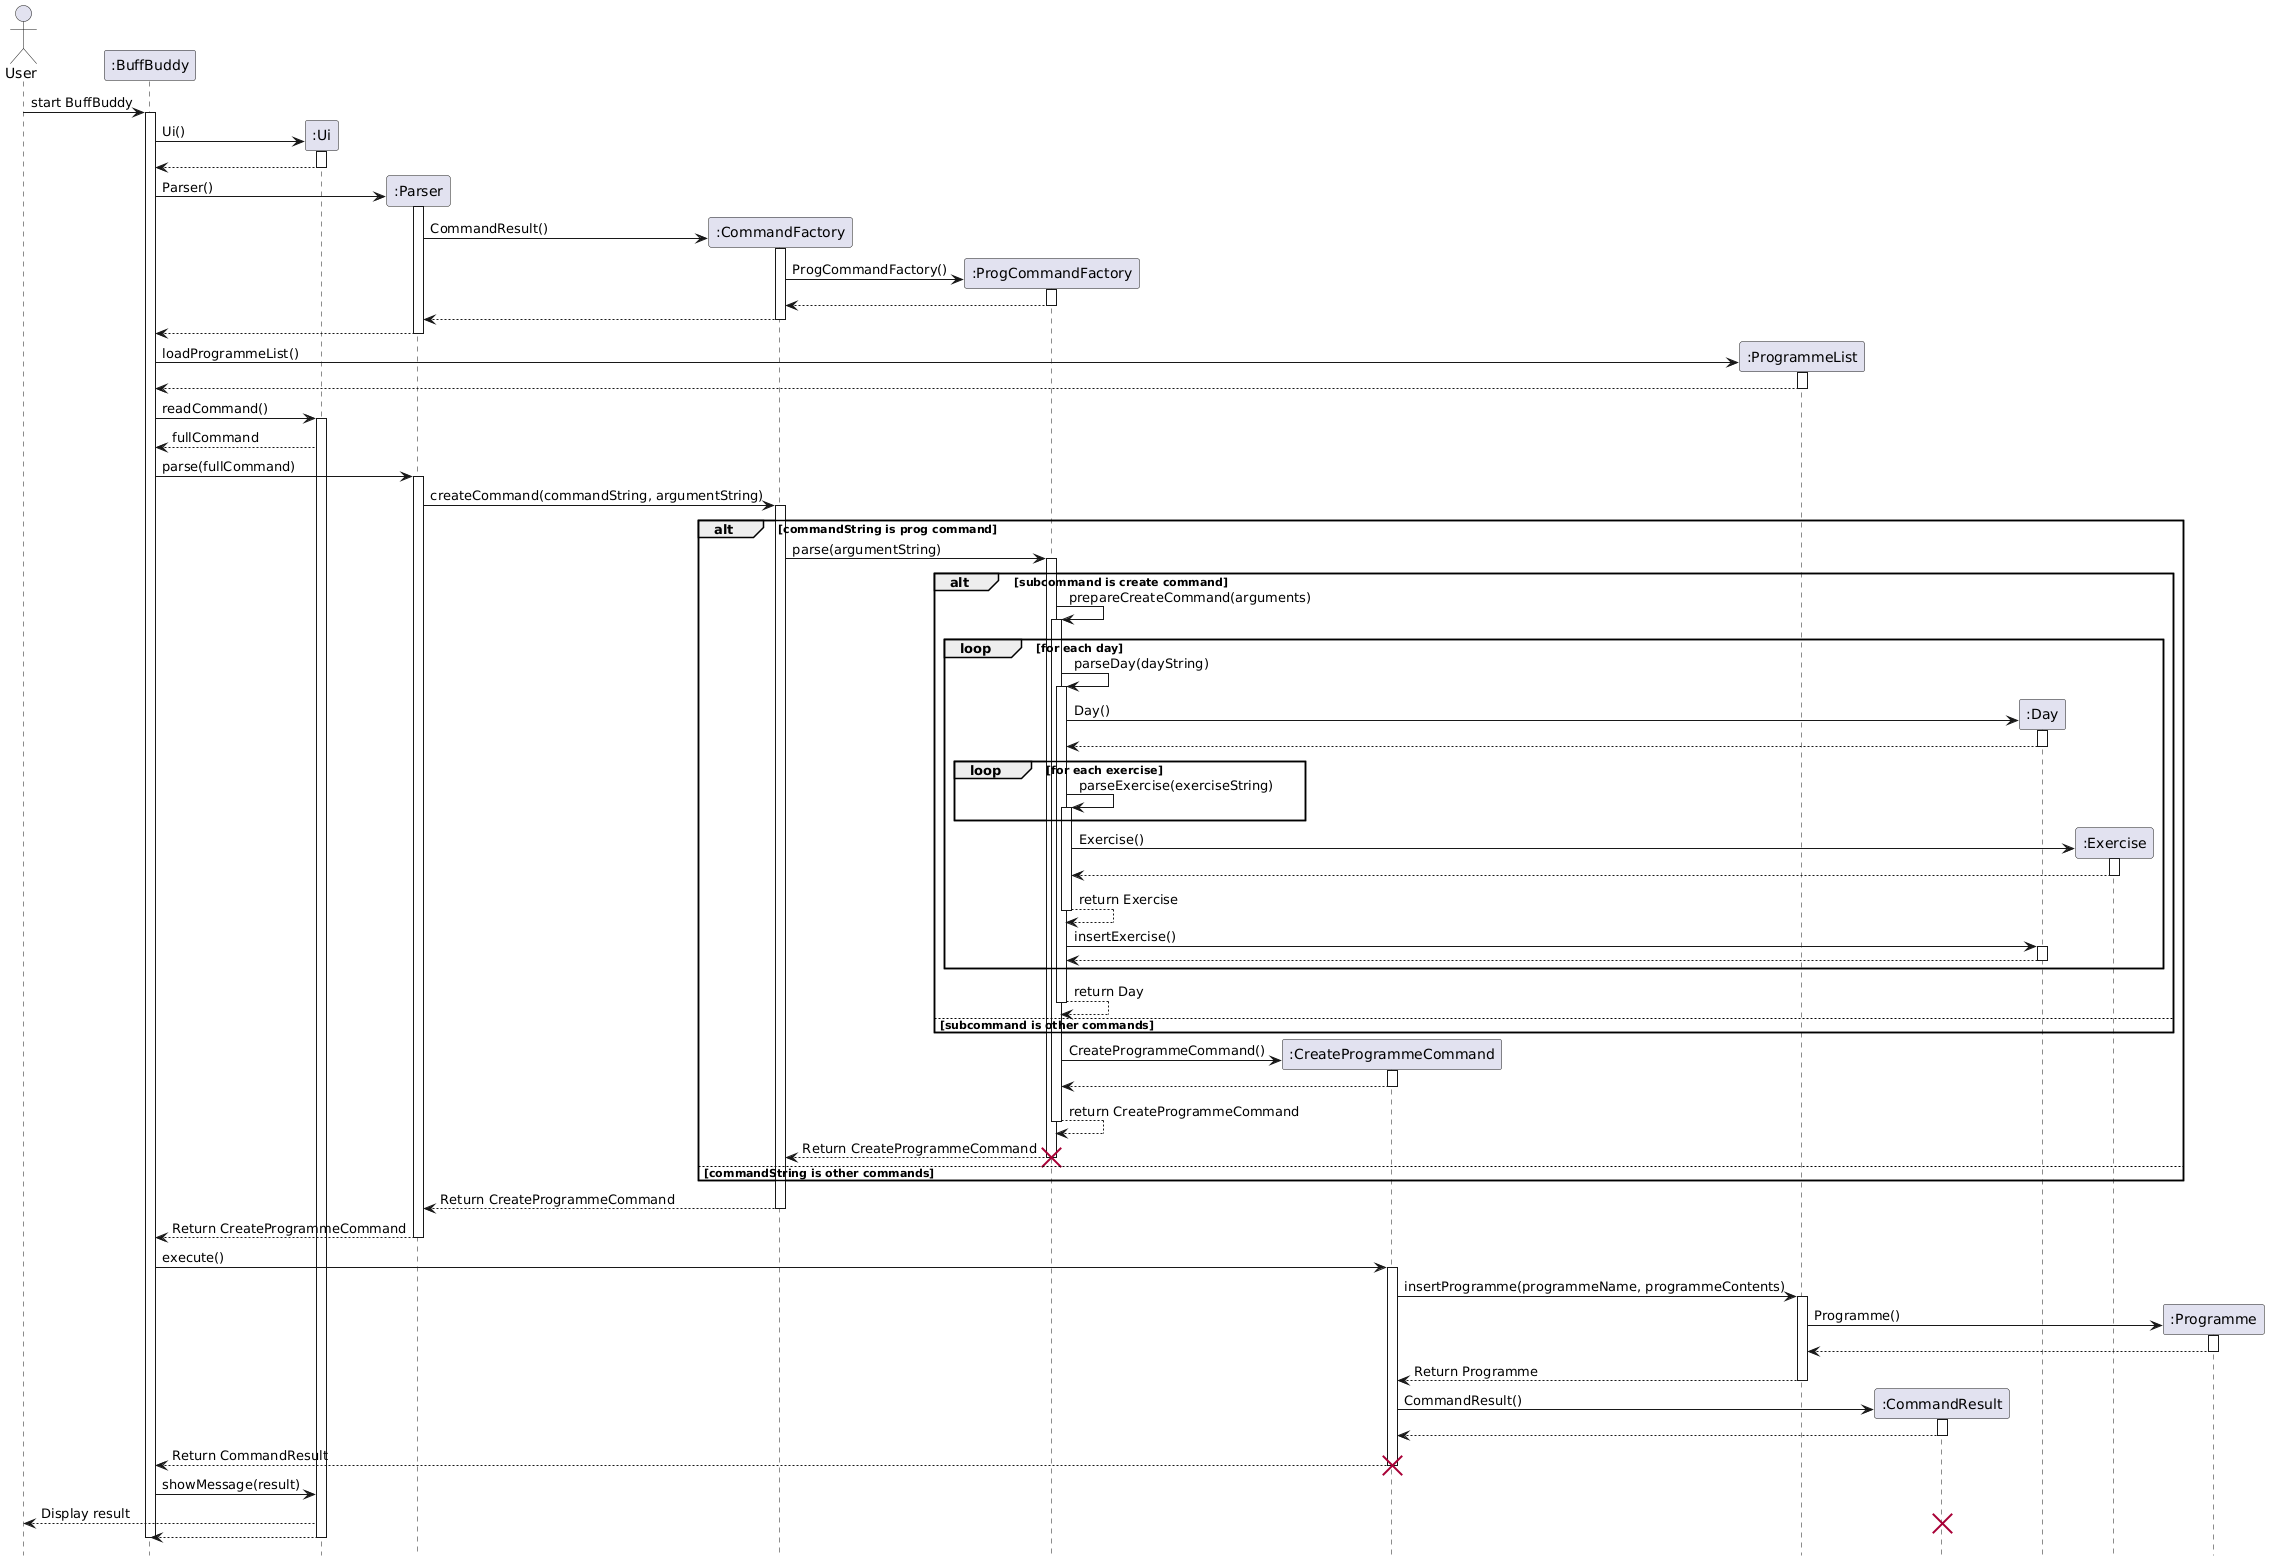 User
:BuffBuddy
start BuffBuddy
Ui()
:Ui
Parser()
:Parser
CommandResult()
:CommandFactory
ProgCommandFactory()
:ProgCommandFactory
loadProgrammeList()
:ProgrammeList
readCommand()
fullCommand
parse(fullCommand)
createCommand(commandString, argumentString)
alt
[commandString is prog command]
parse(argumentString)
alt
[subcommand is create command]
prepareCreateCommand(arguments)
loop
[for each day]
parseDay(dayString)
Day()
:Day
loop
[for each exercise]
parseExercise(exerciseString)
Exercise()
:Exercise
return Exercise
insertExercise()
return Day
[subcommand is other commands]
CreateProgrammeCommand()
:CreateProgrammeCommand
return CreateProgrammeCommand
Return CreateProgrammeCommand
[commandString is other commands]
Return CreateProgrammeCommand
Return CreateProgrammeCommand
execute()
insertProgramme(programmeName, programmeContents)
Programme()
:Programme
Return Programme
CommandResult()
:CommandResult
Return CommandResult
showMessage(result)
Display result